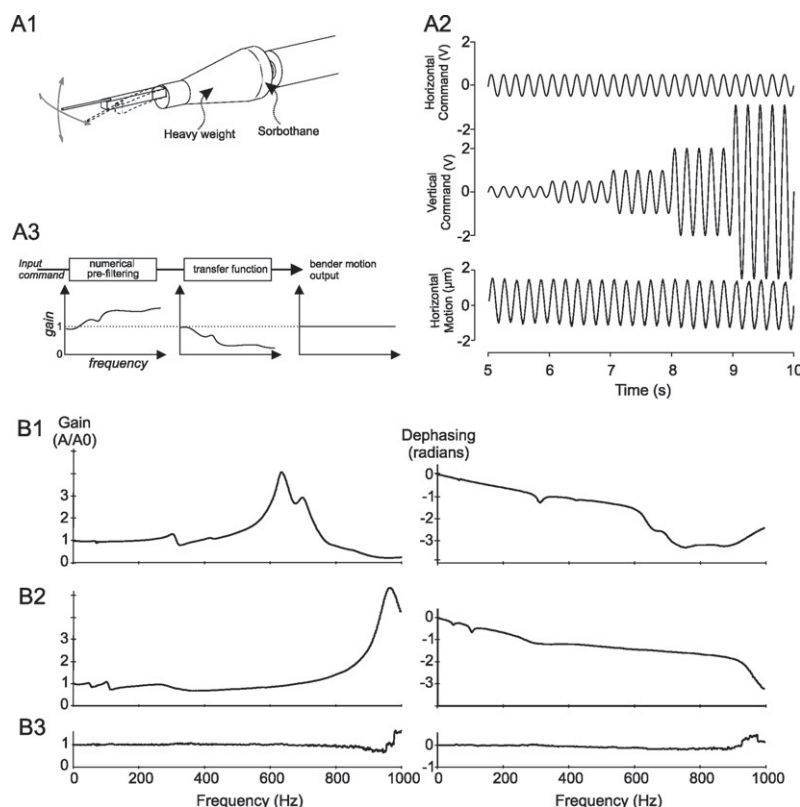 A1
Heavy weight
Sorbothane
A2
Horizontal
Command (V)
2
0
-2
Vertical
Command (V)
2
0
-2
Horizontal
Motion (µm)
2
0
-2
5 6 7 8 9 10
Time (s)
A3
Input
command
numerical
pre-filtering
transfer function
bender motion
output
gain
1
0
frequency
B1
Gain
(A/A0)
3
2
1
0
Dephasing
(radians)
0
-1
-2
-3
B2
3
2
1
0
0
-1
-2
-3
B3
1
0
0 200 400 600 800 1000
Frequency (Hz)
0
-1
0 200 400 600 800 1000
Frequency (Hz)